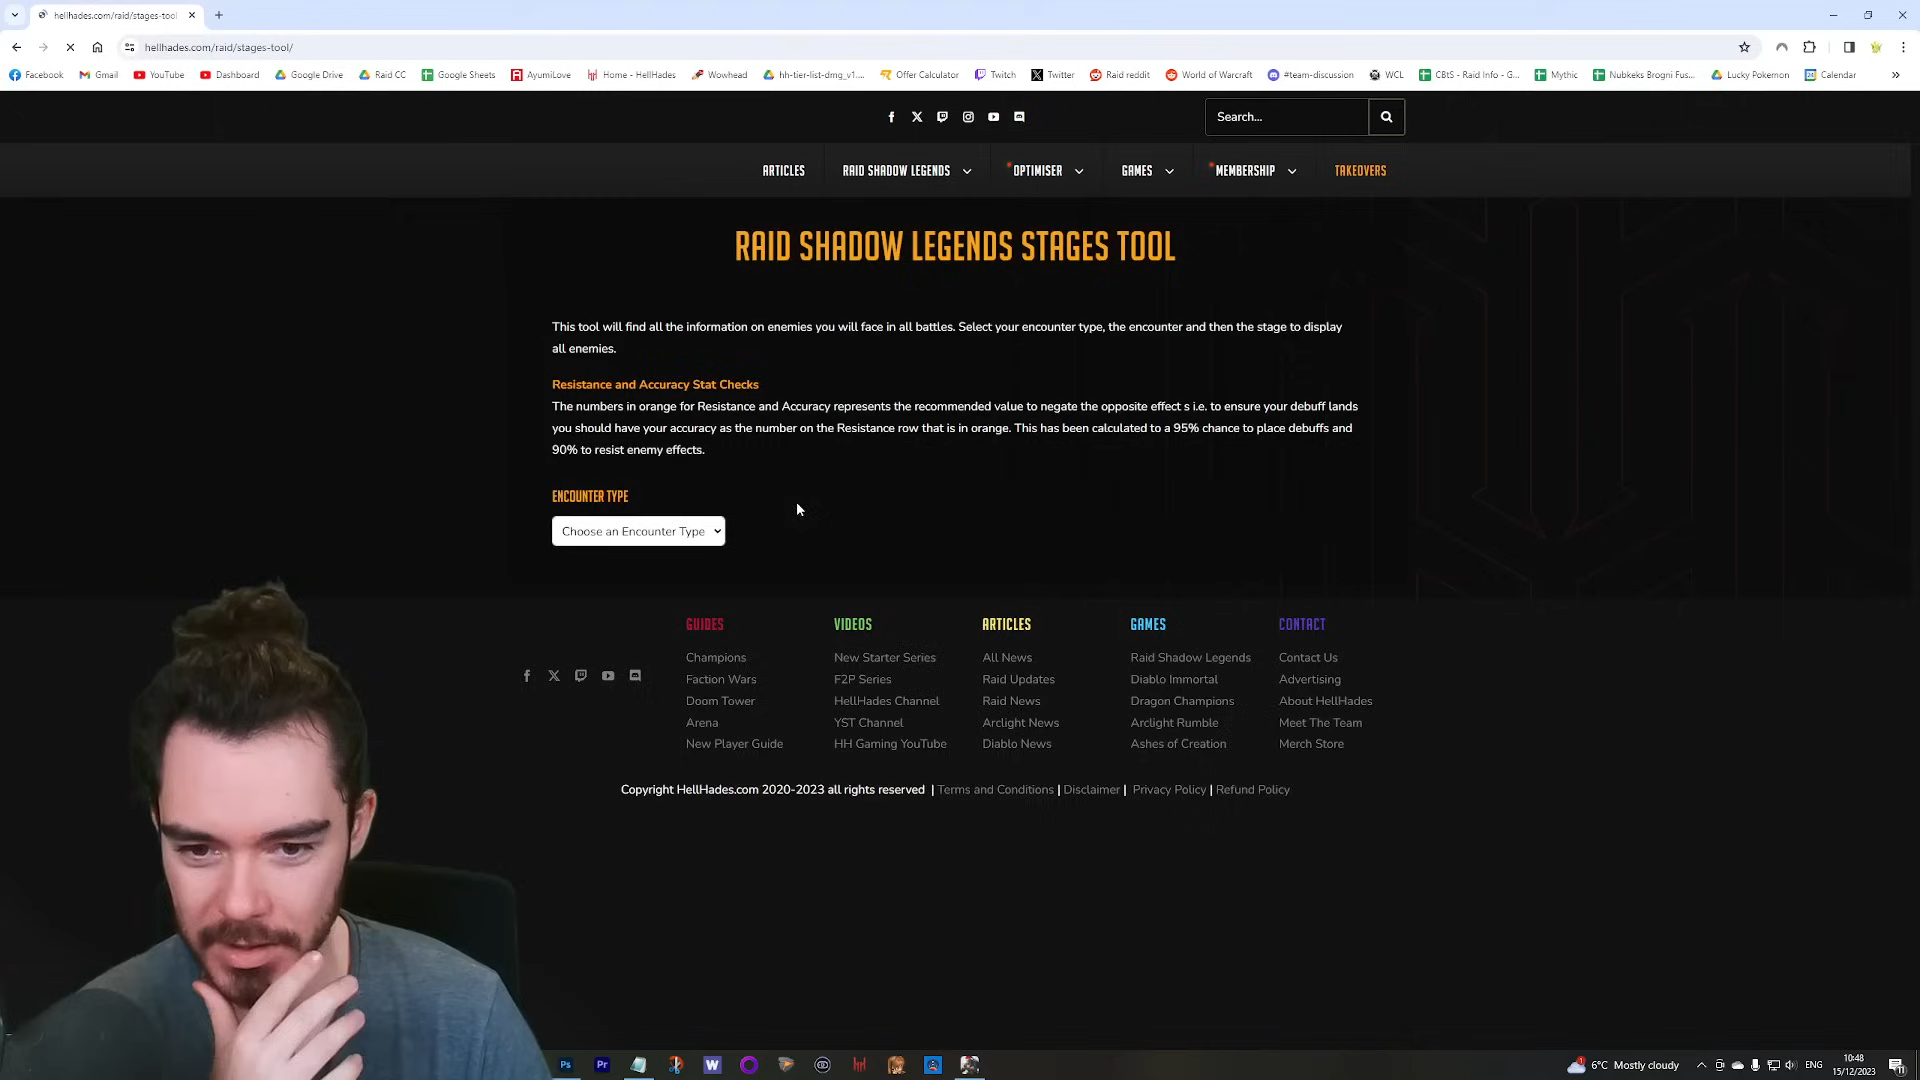 hellhades.com/raid/stages-tool
hellhades.com/raid/stages-tool/
Facebook Gmail YouTube Dashboard Google Drive Raid CC Google Sheets AyumiLove Home - HellHades Wowhead hh-tier-list-dmg_v1.... Offer Calculator Twitch Twitter Raid reddit World of Warcraft #team-discussion WCL CBtS - Raid Info - G... Mythic Nubkeks Brogni Fus... Lucky Pokemon Calendar
Search...
ARTICLES RAID SHADOW LEGENDS OPTIMISER GAMES MEMBERSHIP TAKEOVERS
RAID SHADOW LEGENDS STAGES TOOL
This tool will find all the information on enemies you will face in all battles. Select your encounter type, the encounter and then the stage to display
all enemies.
Resistance and Accuracy Stat Checks
The numbers in orange for Resistance and Accuracy represents the recommended value to negate the opposite effect s i.e. to ensure your debuff lands
you should have your accuracy as the number on the Resistance row that is in orange. This has been calculated to a 95% chance to place debuffs and
90% to resist enemy effects.
ENCOUNTER TYPE
Choose an Encounter Type
GUIDES VIDEOS ARTICLES GAMES CONTACT
Champions New Starter Series All News Raid Shadow Legends Contact Us
Faction Wars F2P Series Raid Updates Diablo Immortal Advertising
Doom Tower HellHades Channel Raid News Dragon Champions About HellHades
Arena YST Channel Arclight News Arclight Rumble Meet The Team
New Player Guide HH Gaming YouTube Diablo News Ashes of Creation Merch Store
Copyright HellHades.com 2020-2023 all rights reserved | Terms and Conditions | Disclaimer | Privacy Policy | Refund Policy
Ps Pr W 6°C Mostly cloudy ENG 10:48
15/12/2023